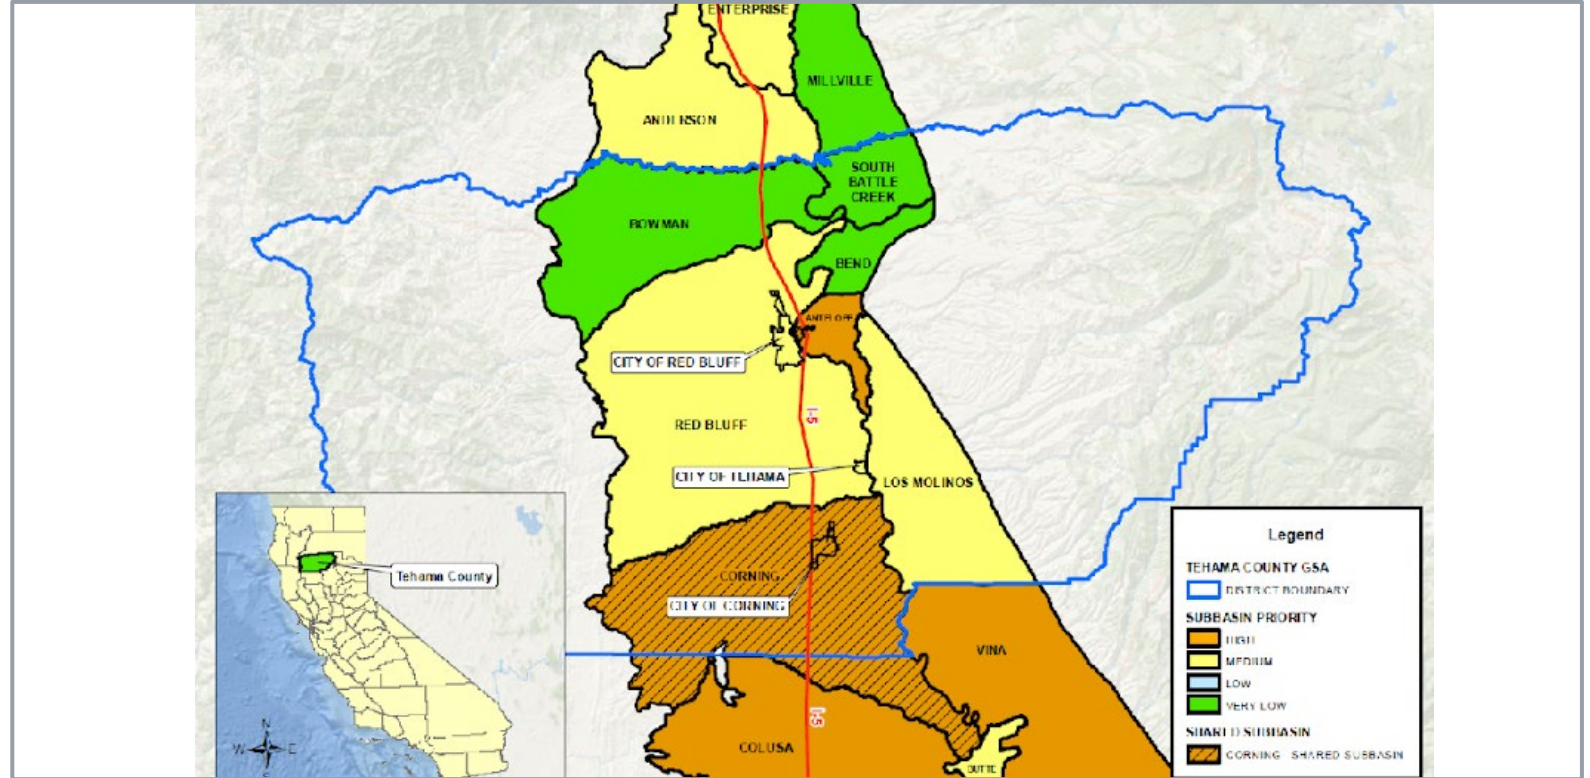 ENTERPRISE
MILLVILLE
ANDERSON
SOUTH
BATTLE
CREEK
BOWMAN
BEND
ANTELOPE
CITY OF RED BLUFF
I-5
RED BLUFF
CITY OF TEHAMA
LOS MOLINOS
CORNING
CITY OF CORNING
VINA
I-5
COLUSA
BUTTE
Tehama County
N
W
E
S
Legend
TEHAMA COUNTY GSA
DISTRICT BOUNDARY
SUBBASIN PRIORITY
HIGH
MEDIUM
LOW
VERY LOW
SHARED SUBBASIN
CORNING - SHARED SUBBASIN